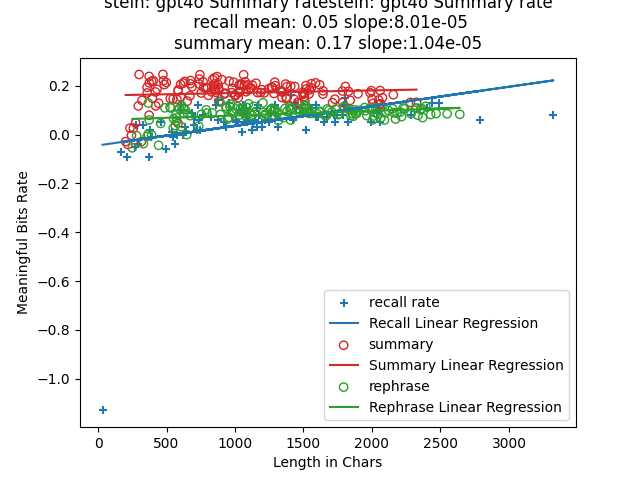 stein: gpt4o Summary ratestein: gpt4o Summary rate
recall mean: 0.05 slope:8.01e-05
summary mean: 0.17 slope:1.04e-05
0.2
0.0
−0.2
−0.4
−0.6
−0.8
−1.0
Meaningful Bits Rate
recall rate
Recall Linear Regression
summary
Summary Linear Regression
rephrase
Rephrase Linear Regression
0 500 1000 1500 2000 2500 3000
Length in Chars